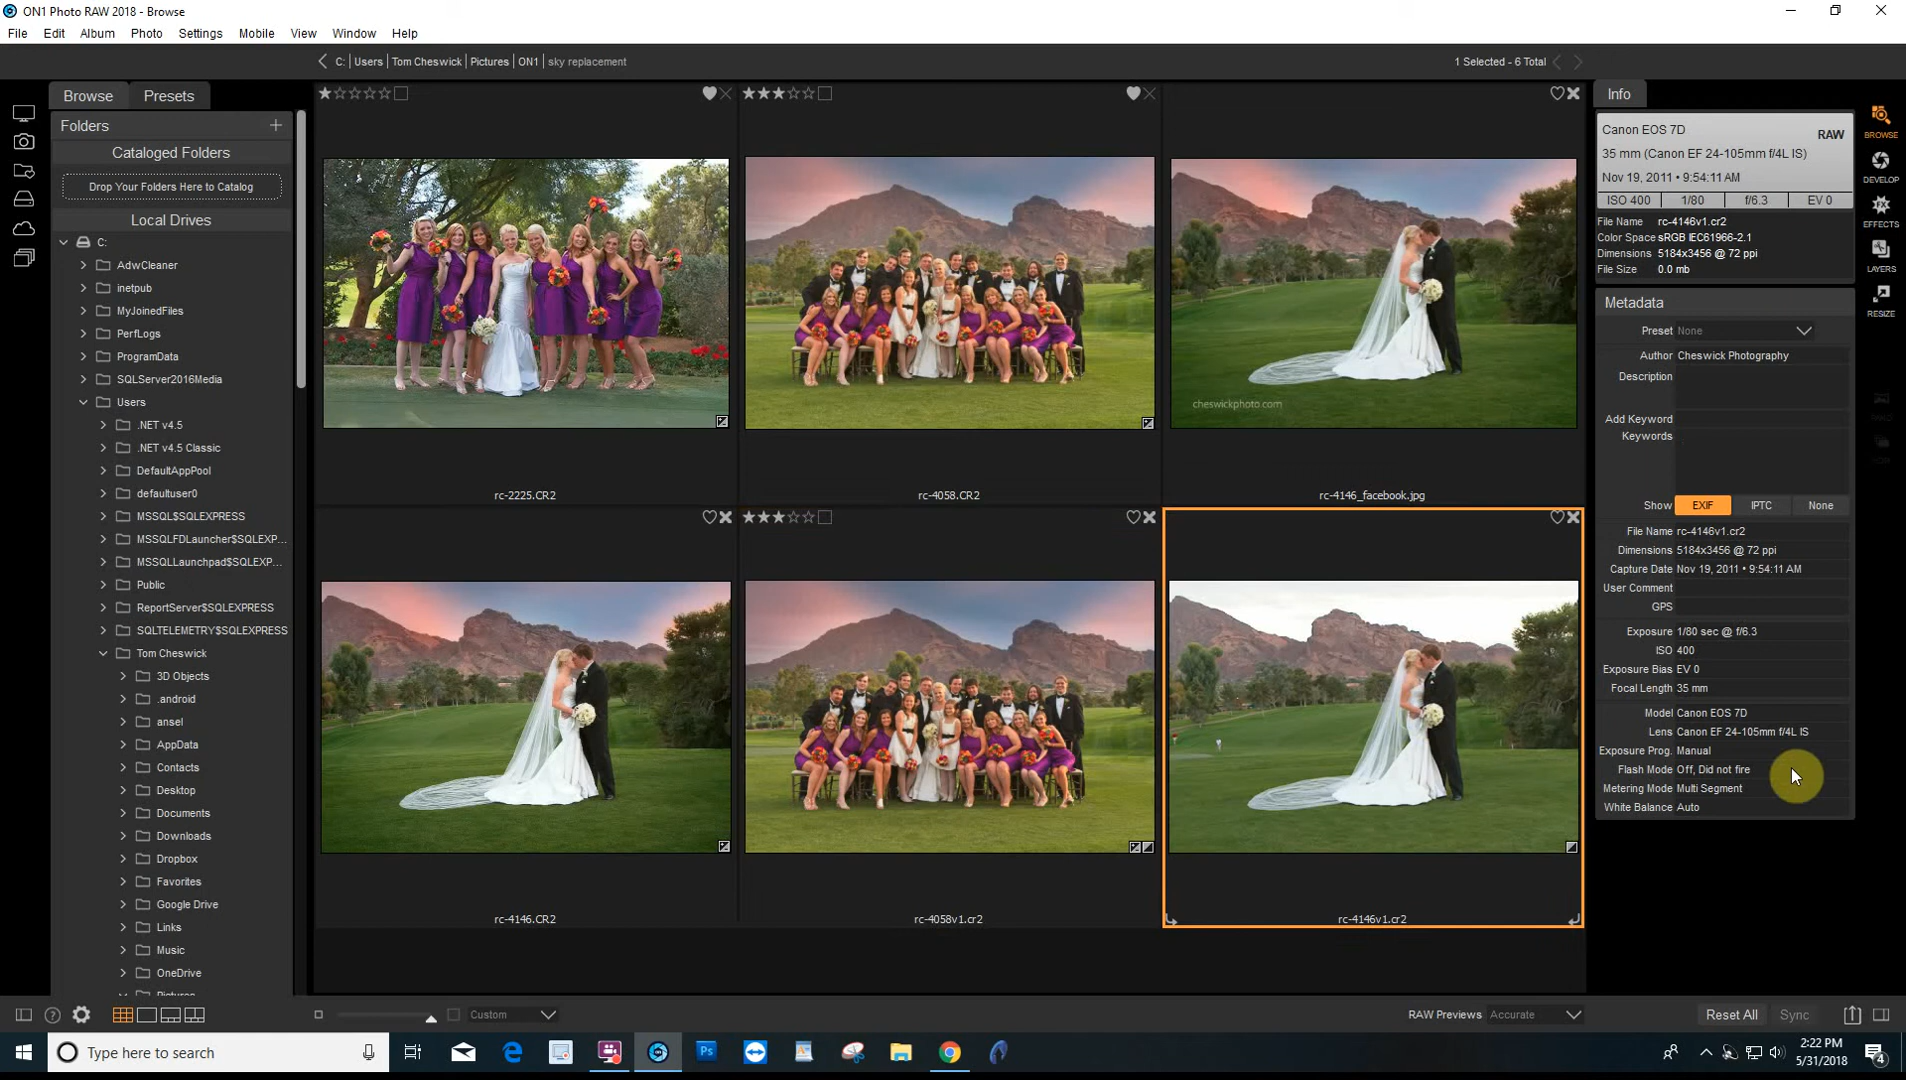 ON1 Photo RAW 2018 - Browse
File Edit Album Photo Settings Mobile View Window Help
C: Users Tom Cheswick Pictures ON1 sky replacement
1 Selected - 6 Total
Browse Presets
Folders
Cataloged Folders
Drop Your Folders Here to Catalog
Local Drives
C:
AdwCleaner
inetpub
MyJoinedFiles
PerfLogs
ProgramData
SQLServer2016Media
Users
.NET v4.5
.NET v4.5 Classic
DefaultAppPool
defaultuser0
MSSQL$SQLEXPRESS
MSSQLFDLauncher$SQLEXP...
MSSQLLaunchpad$SQLEXP...
Public
ReportServer$SQLEXPRESS
SQLTELEMETRY$SQLEXPRESS
Tom Cheswick
3D Objects
.android
ansel
AppData
Contacts
Desktop
Documents
Downloads
Dropbox
Favorites
Google Drive
Links
Music
OneDrive
Pictures
cheswickphoto.com
rc-2225.CR2
rc-4058.CR2
rc-4146_facebook.jpg
rc-4146.CR2
rc-4058v1.cr2
rc-4146v1.cr2
Info
Canon EOS 7D RAW
35 mm (Canon EF 24-105mm f/4L IS)
Nov 19, 2011 • 9:54:11 AM
ISO 400 1/80 f/6.3 EV 0
File Name rc-4146v1.cr2
Color Space sRGB IEC61966-2.1
Dimensions 5184x3456 @ 72 ppi
File Size 0.0 mb
Metadata
Preset None
Author Cheswick Photography
Description
Add Keyword
Keywords
Show EXIF IPTC None
File Name rc-4146v1.cr2
Dimensions 5184x3456 @ 72 ppi
Capture Date Nov 19, 2011 • 9:54:11 AM
User Comment
GPS
Exposure 1/80 sec @ f/6.3
ISO 400
Exposure Bias EV 0
Focal Length 35 mm
Model Canon EOS 7D
Lens Canon EF 24-105mm f/4L IS
Exposure Prog. Manual
Flash Mode Off, Did not fire
Metering Mode Multi Segment
White Balance Auto
BROWSE
DEVELOP
EFFECTS
LAYERS
RESIZE
Custom
RAW Previews Accurate
Reset All Sync
Type here to search
Ps
2:22 PM
5/31/2018
4